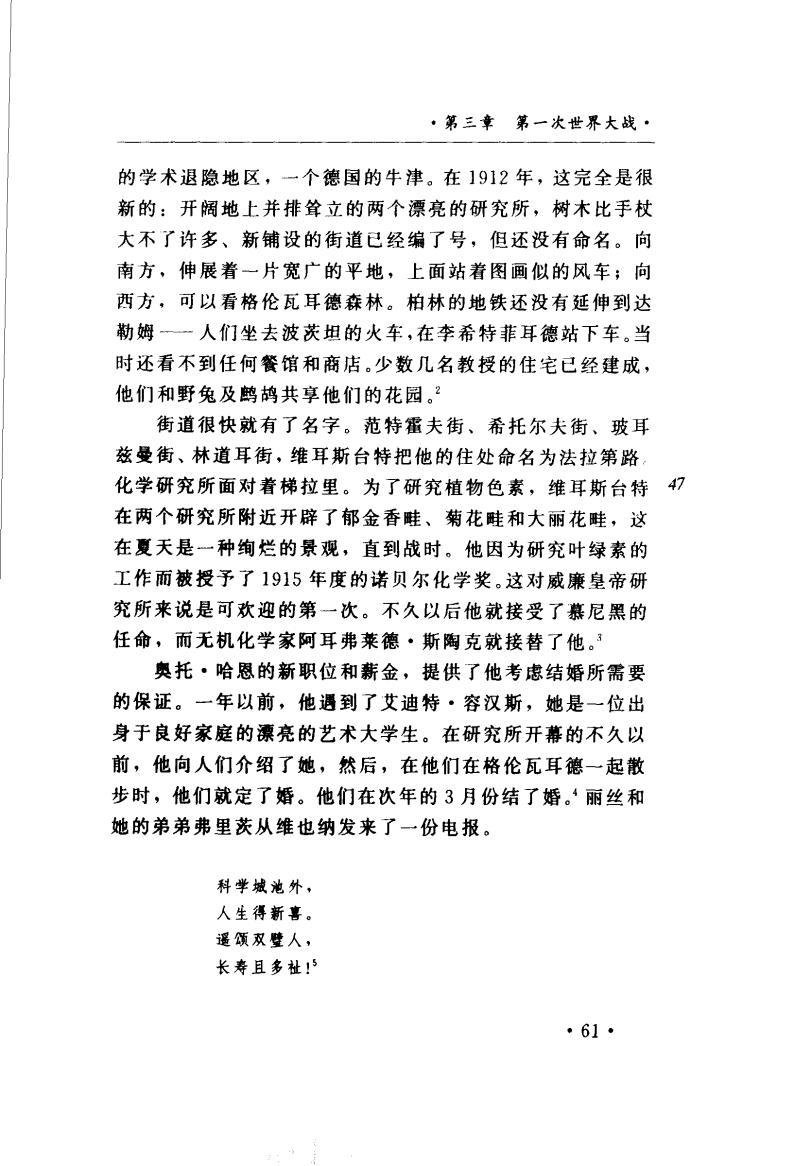 ·第三章　第一次世界大战·
的学术退隐地区，一个德国的牛津。在1912年，这完全是很
新的：开阔地上并排耸立的两个漂亮的研究所，树木比手杖
大不了许多、新铺设的街道已经编了号，但还没有命名。向
南方，伸展着一片宽广的平地，上面站着图画似的风车；向
西方，可以看格伦瓦耳德森林。柏林的地铁还没有延伸到达
勒姆——人们坐去波茨坦的火车，在李希特菲耳德站下车。当
时还看不到任何餐馆和商店。少数几名教授的住宅已经建成，
他们和野兔及鹧鸪共享他们的花园。²
街道很快就有了名字。范特霍夫街、希托尔夫街、玻耳
兹曼街、林道耳街，维耳斯台特把他的住处命名为法拉第路.
化学研究所面对着梯拉里。为了研究植物色素，维耳斯台特 47
在两个研究所附近开辟了郁金香畦、菊花畦和大丽花畦，这
在夏天是一种绚烂的景观，直到战时。他因为研究叶绿素的
工作而被授予了1915年度的诺贝尔化学奖。这对威廉皇帝研
究所来说是可欢迎的第一次。不久以后他就接受了慕尼黑的
任命，而无机化学家阿耳弗莱德·斯陶克就接替了他。³
奥托·哈恩的新职位和薪金，提供了他考虑结婚所需要
的保证。一年以前，他遇到了艾迪特·容汉斯，她是一位出
身于良好家庭的漂亮的艺术大学生。在研究所开幕的不久以
前，他向人们介绍了她，然后，在他们在格伦瓦耳德一起散
步时，他们就定了婚。他们在次年的3月份结了婚。⁴丽丝和
她的弟弟弗里茨从维也纳发来了一份电报。
科学城池外，
人生得新喜。
遥颂双璧人，
长寿且多祉！⁵
·61·